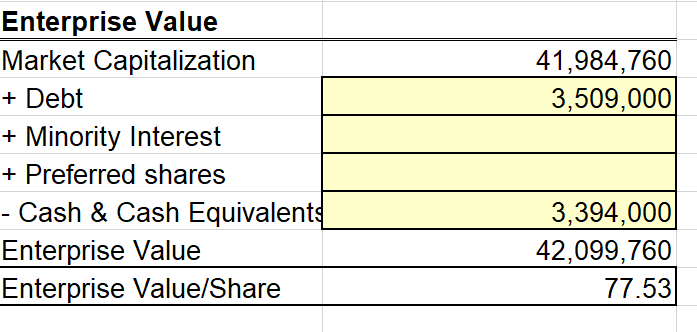 Enterprise Value
Market Capitalization 41,984,760
+ Debt 3,509,000
+ Minority Interest
+ Preferred shares
- Cash & Cash Equivalents 3,394,000
Enterprise Value 42,099,760
Enterprise Value/Share 77.53